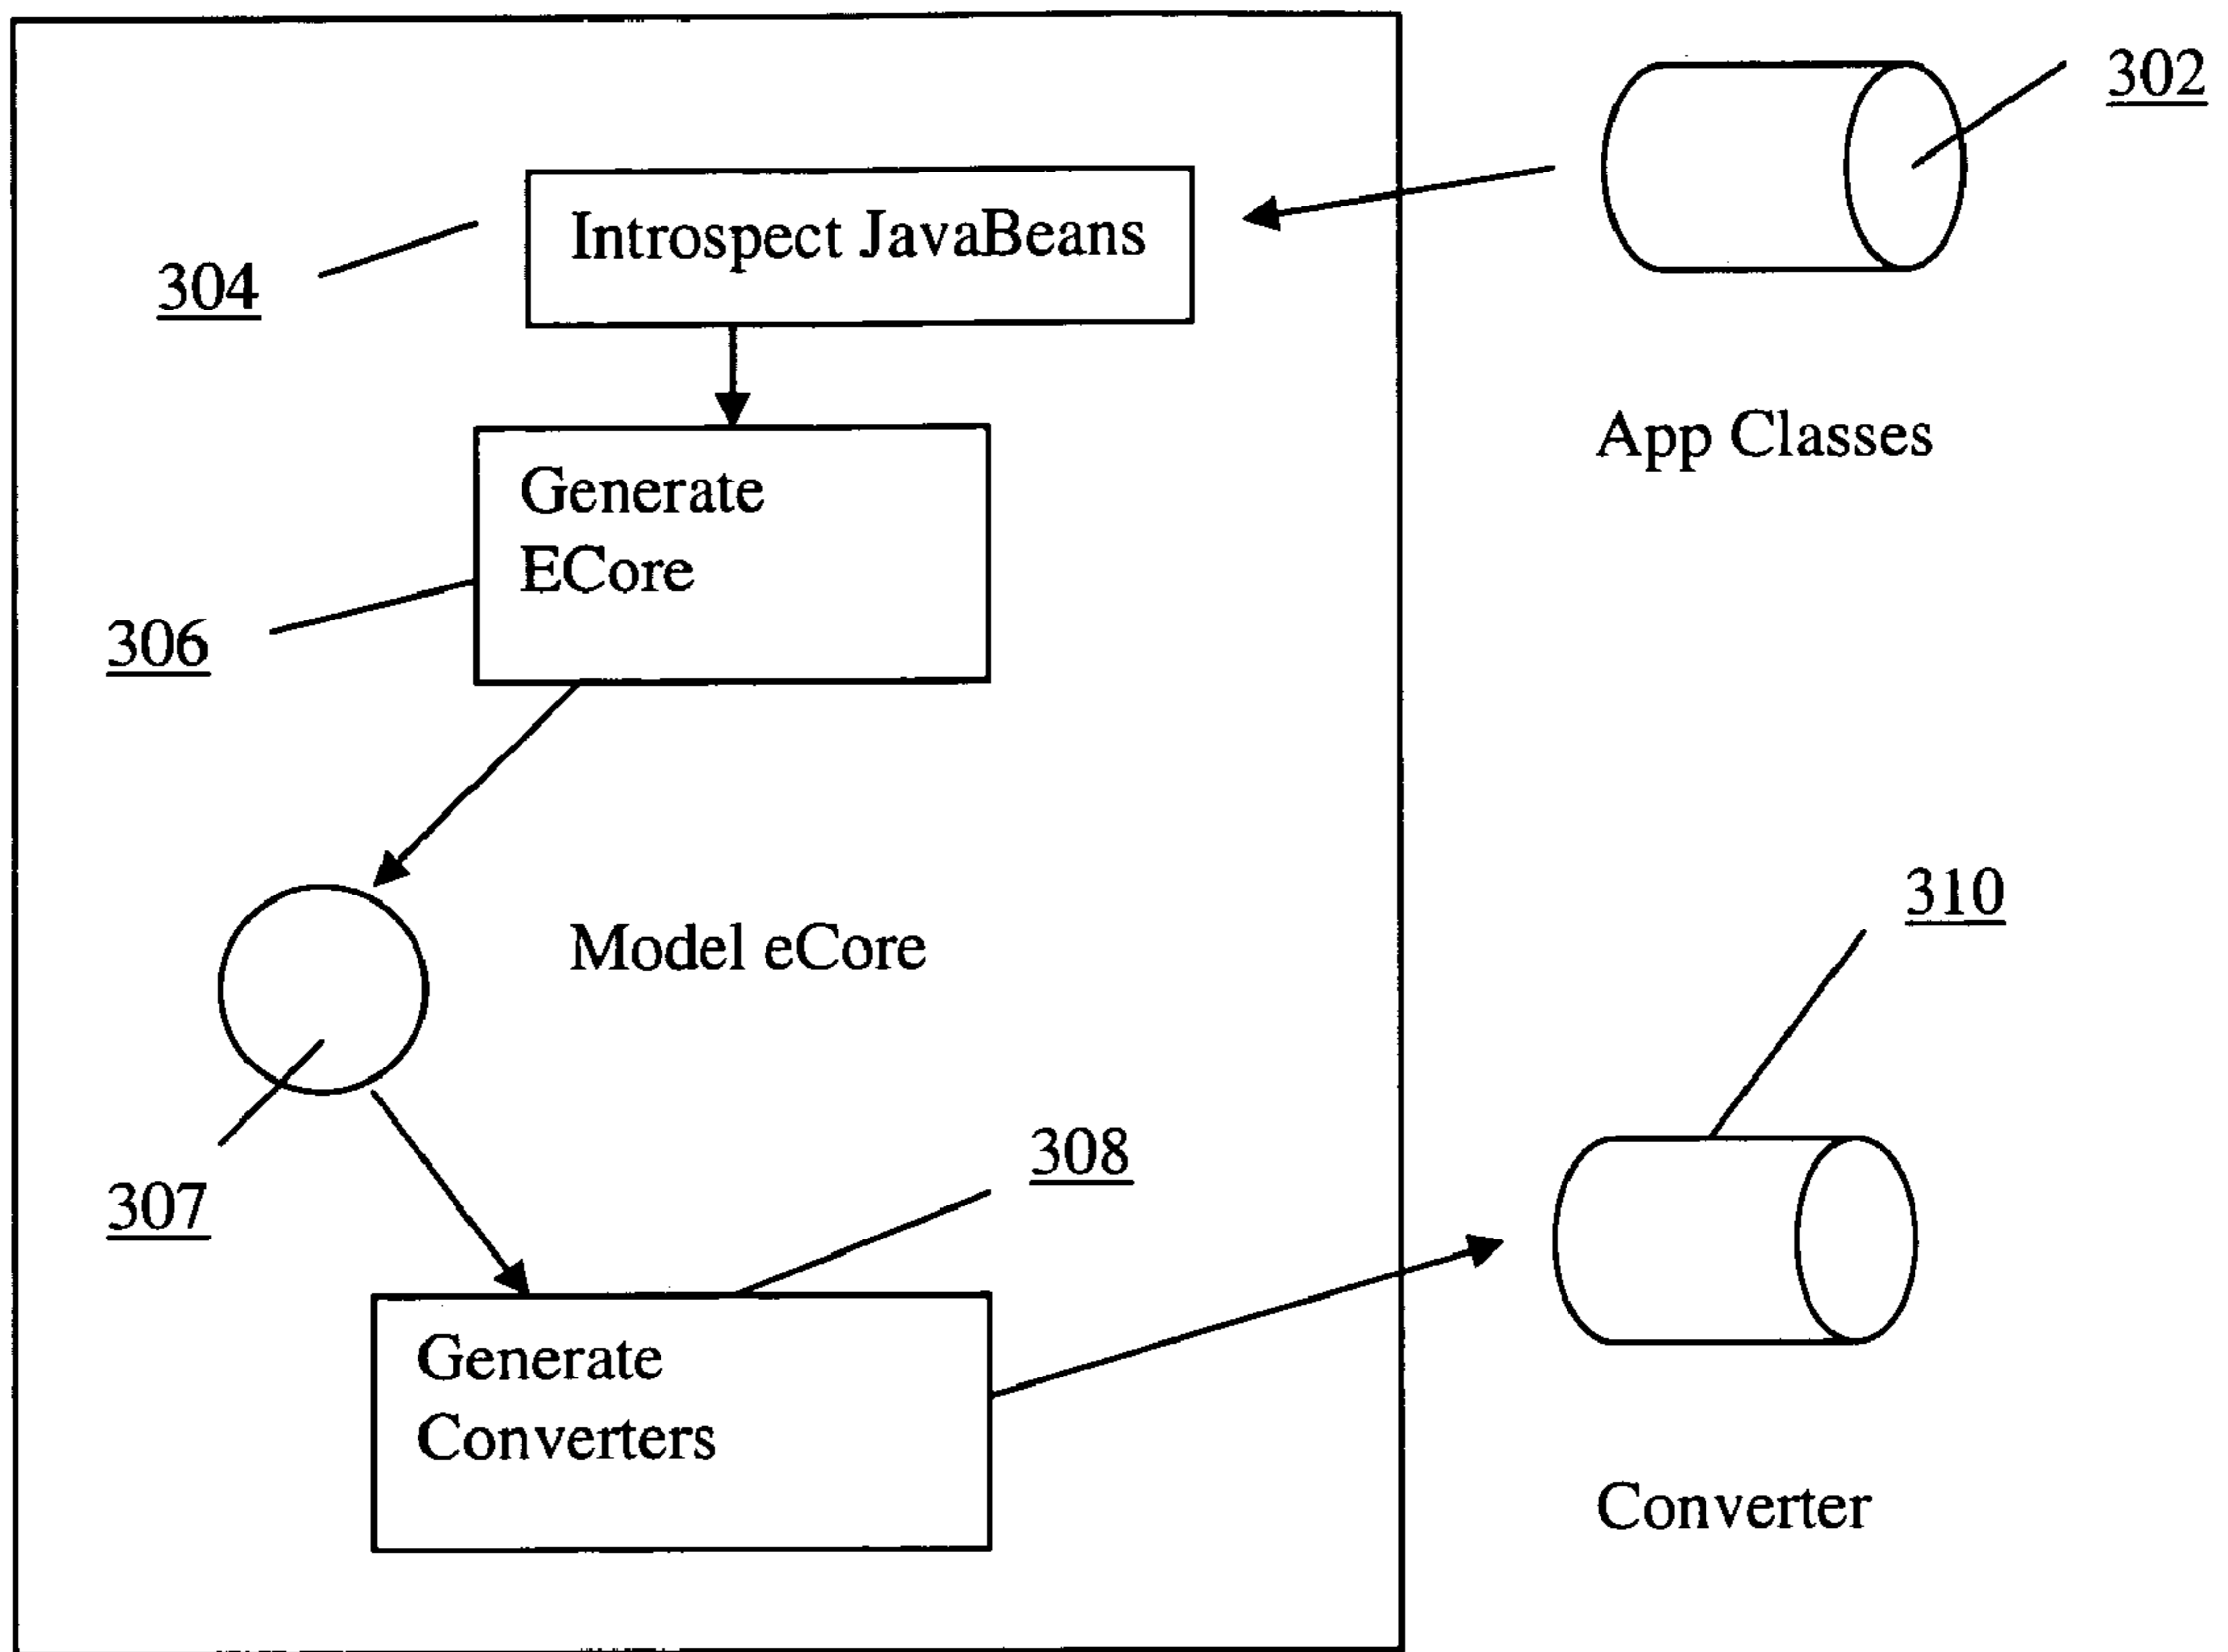 302
Introspect JavaBeans
304
App Classes
Generate
ECore
306
310
Model eCore
308
307
Generate
Converters
Converter